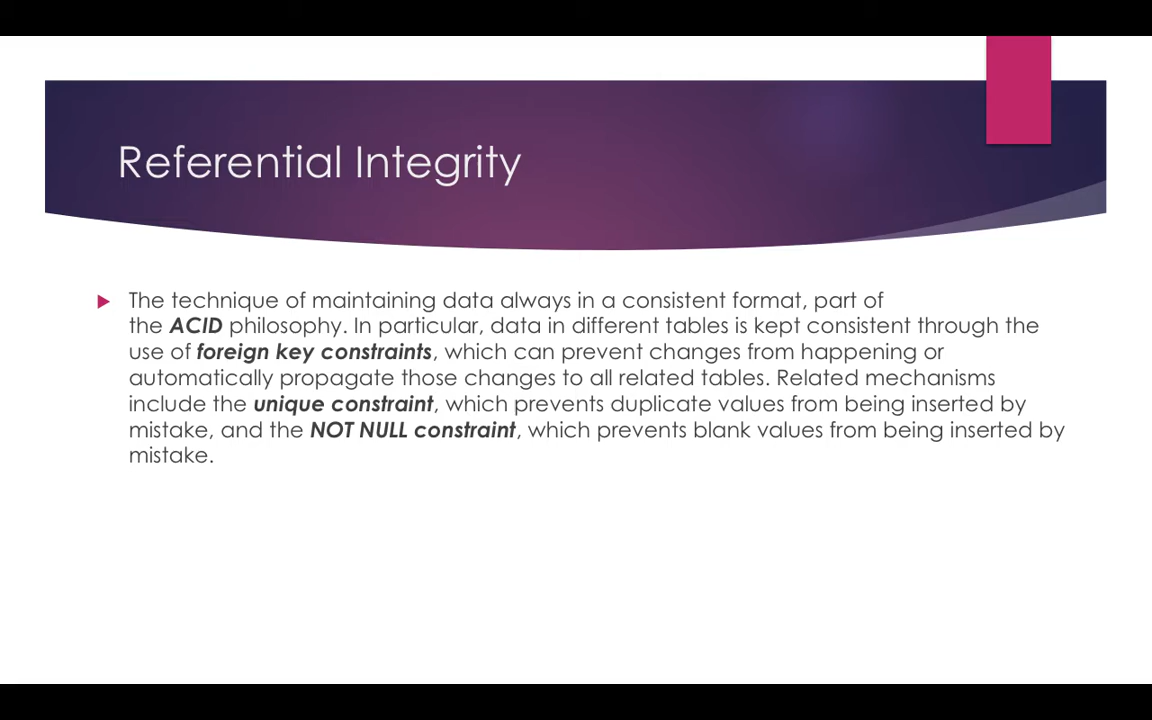 Referential Integrity
The technique of maintaining data always in a consistent format, part of
the ACID philosophy. In particular, data in different tables is kept consistent through the
use of foreign key constraints, which can prevent changes from happening or
automatically propagate those changes to all related tables. Related mechanisms
include the unique constraint, which prevents duplicate values from being inserted by
mistake, and the NOT NULL constraint, which prevents blank values from being inserted by
mistake.